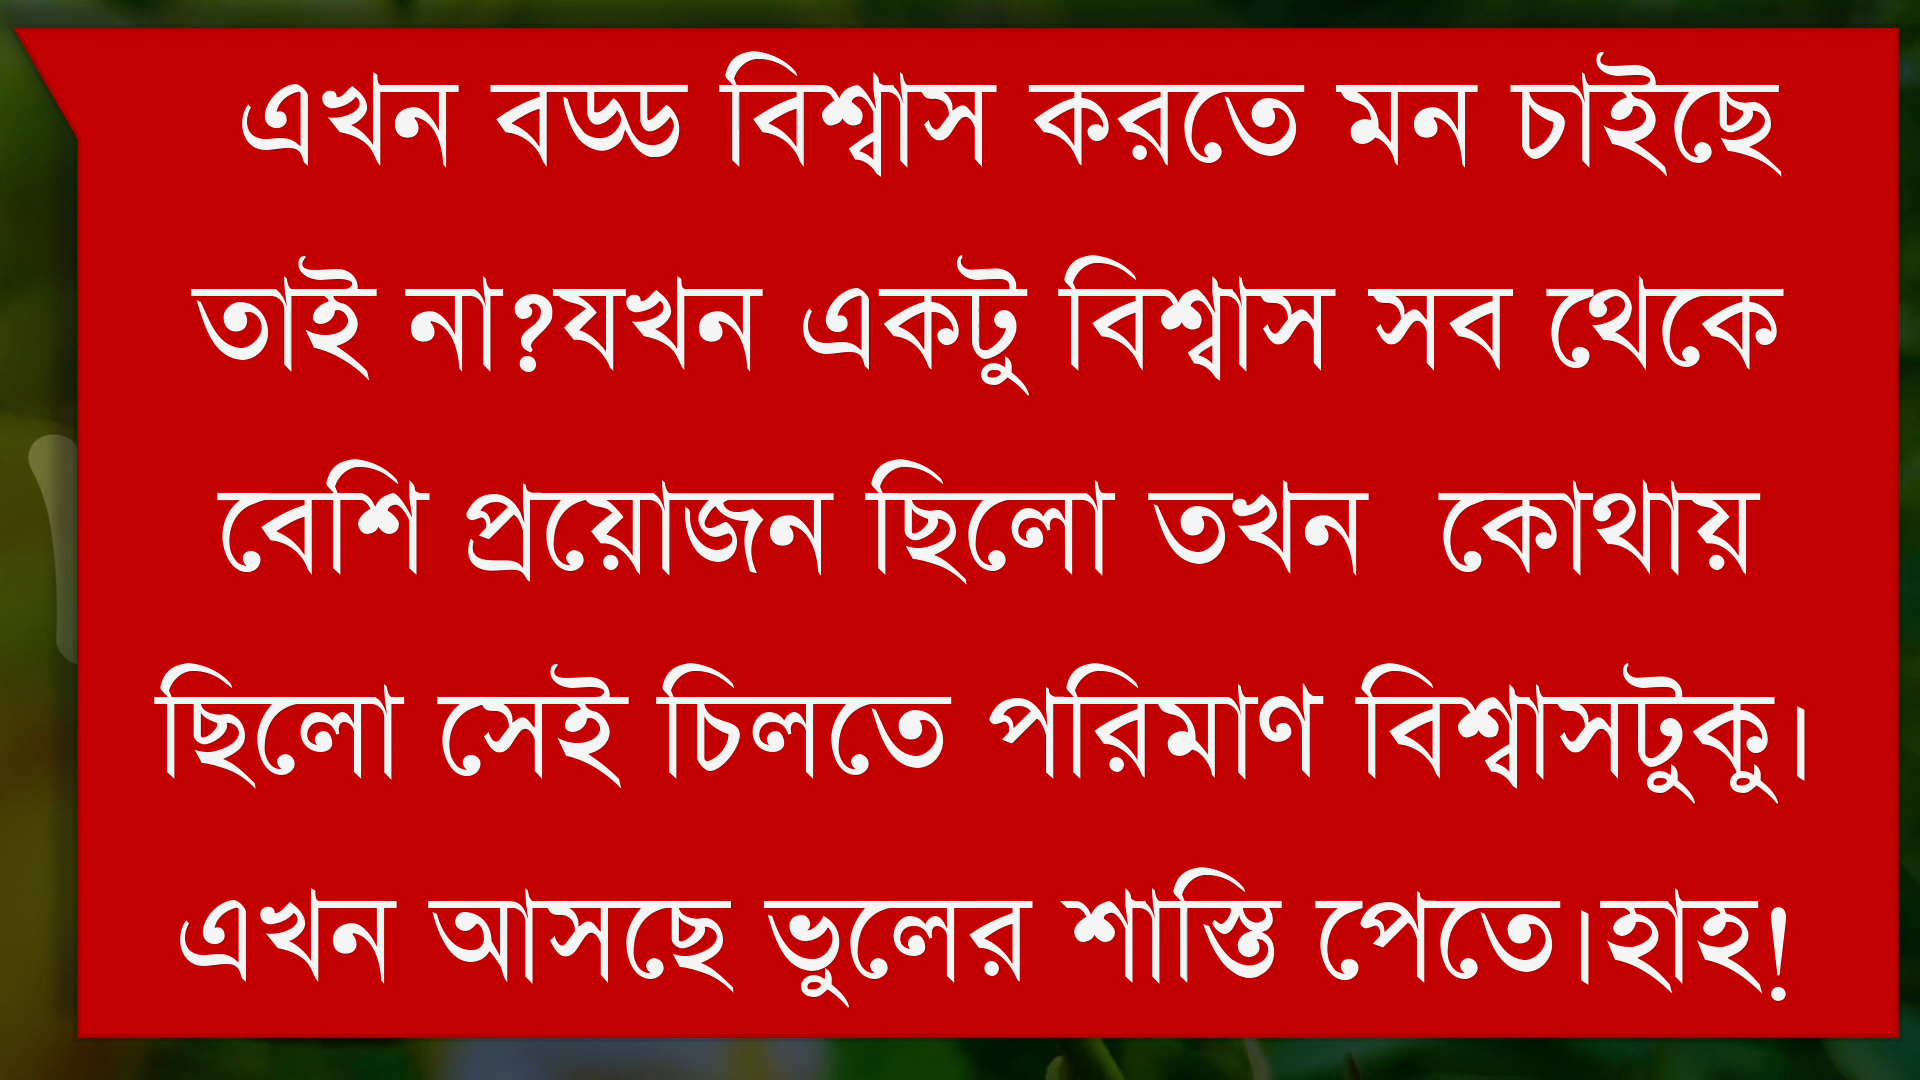 এখন বড্ড বিশ্বাস করতে মন চাইছে
তাই না?যখন একটু বিশ্বাস সব থেকে
বেশি প্রয়োজন ছিলো তখন  কোথায়
ছিলো সেই চিলতে পরিমাণ বিশ্বাসটুকু।
এখন আসছে ভুলের শাস্তি পেতে।হাহ!